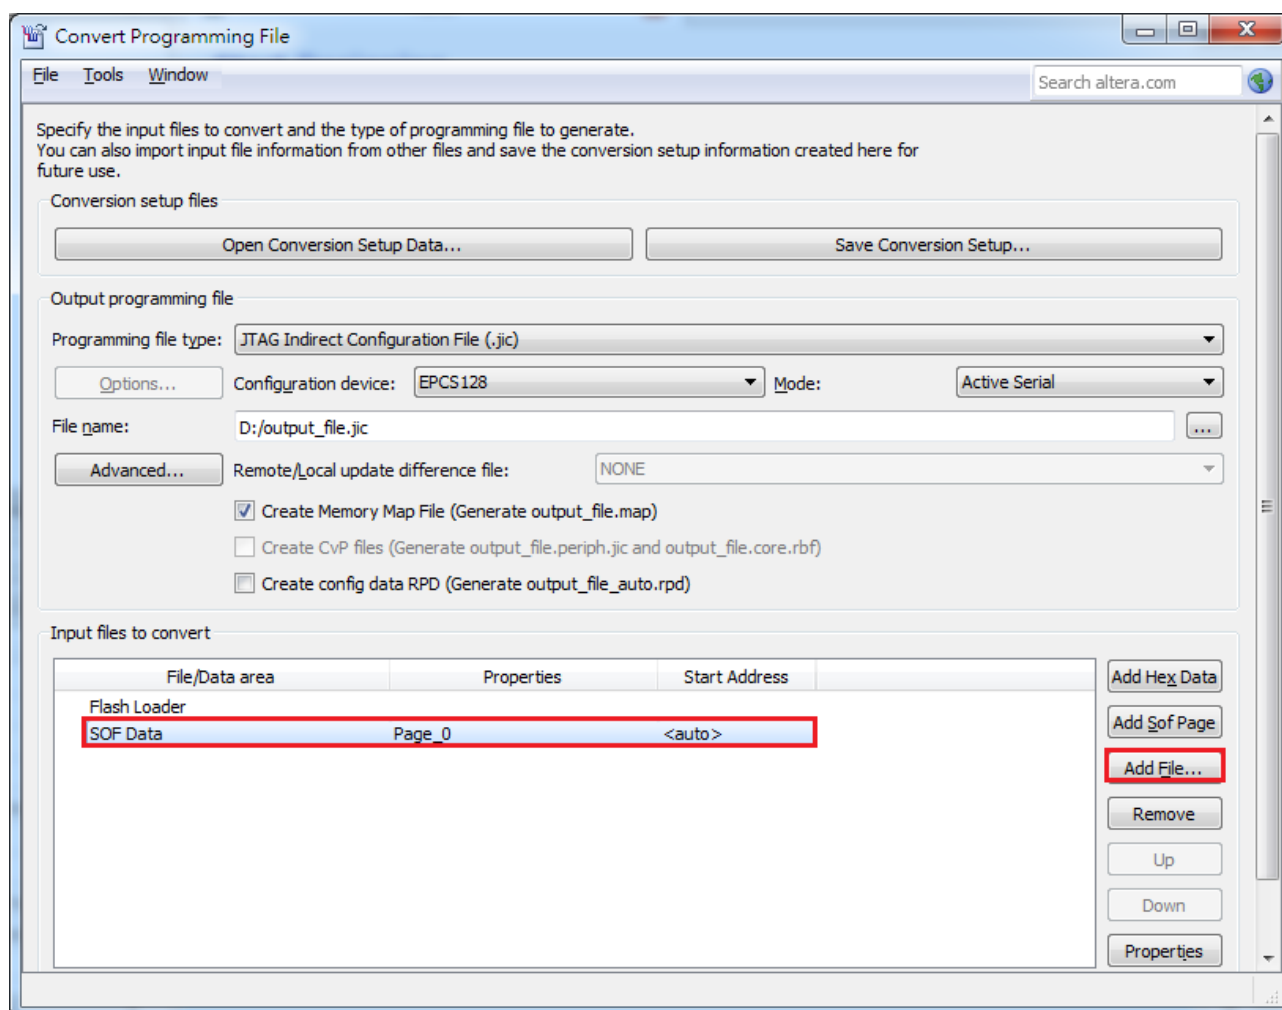 Convert Programming File
File Tools Window Search altera.com
Specify the input files to convert and the type of programming file to generate.
You can also import input file information from other files and save the conversion setup information created here for
future use.
Conversion setup files
Open Conversion Setup Data... Save Conversion Setup...
Output programming file
Programming file type: JTAG Indirect Configuration File (.jic)
Options... Configuration device: EPCS128 Mode: Active Serial
File name: D:/output_file.jic ...
Advanced... Remote/Local update difference file: NONE
Create Memory Map File (Generate output_file.map)
Create CvP files (Generate output_file.periph.jic and output_file.core.rbf)
Create config data RPD (Generate output_file_auto.rpd)
Input files to convert
File/Data area Properties Start Address Add Hex Data
Flash Loader
SOF Data Page_0 <auto> Add Sof Page
Add File...
Remove
Up
Down
Properties